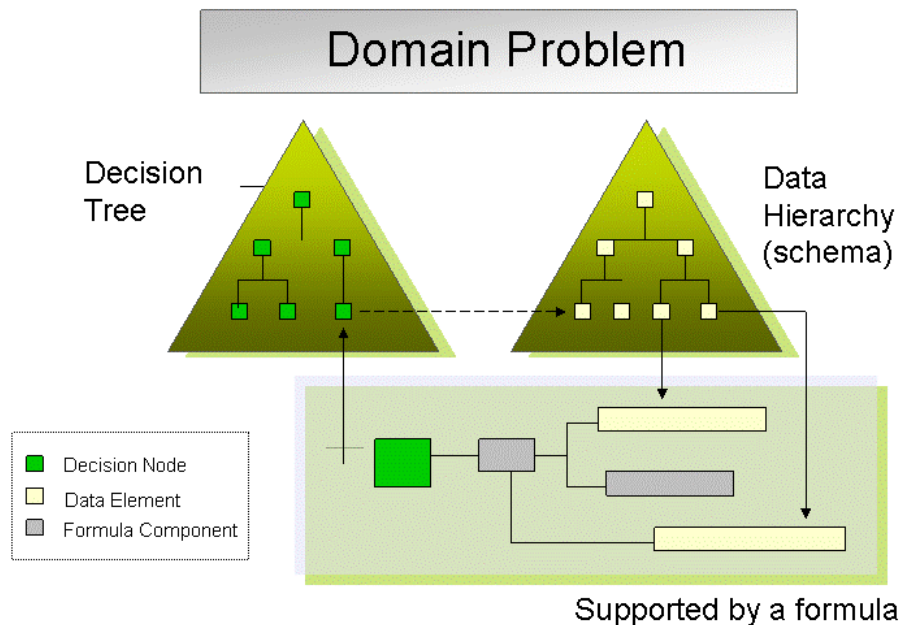 Domain Problem
Decision
Tree
Data
Hierarchy
(schema)
Decision Node
Data Element
Formula Component
Supported by a formula